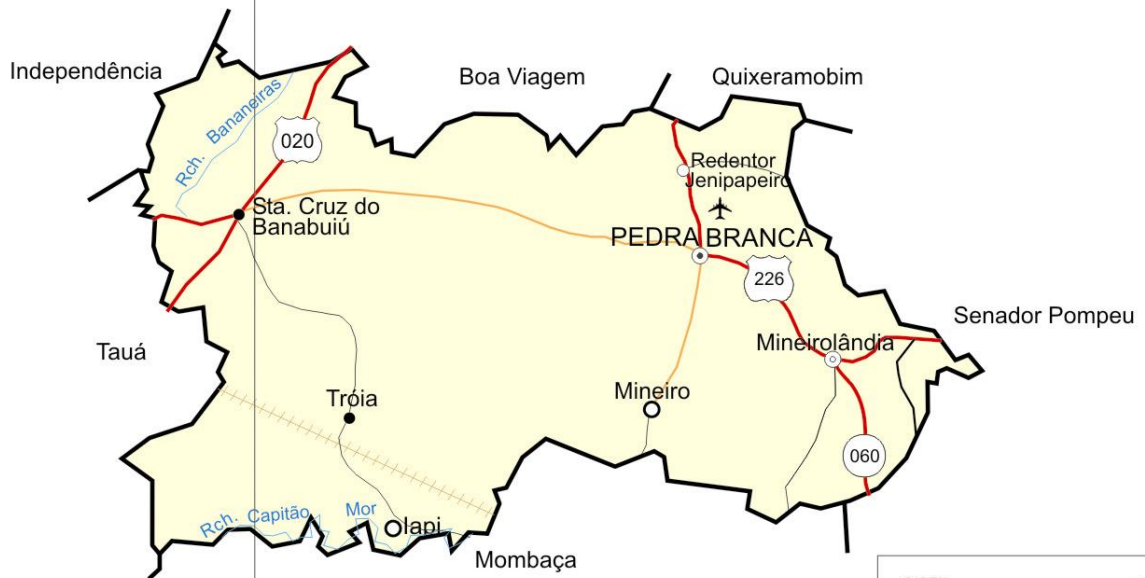 Independência
Boa Viagem
Quixeramobim
Rch. Bananeiras
020
Redentor
Jenipapeiro
Sta. Cruz do
Banabuiú
PEDRA BRANCA
226
Senador Pompeu
Mineirolândia
Tauá
Tróia
Mineiro
060
Rch. Capitão Mor
Iapi
Mombaça